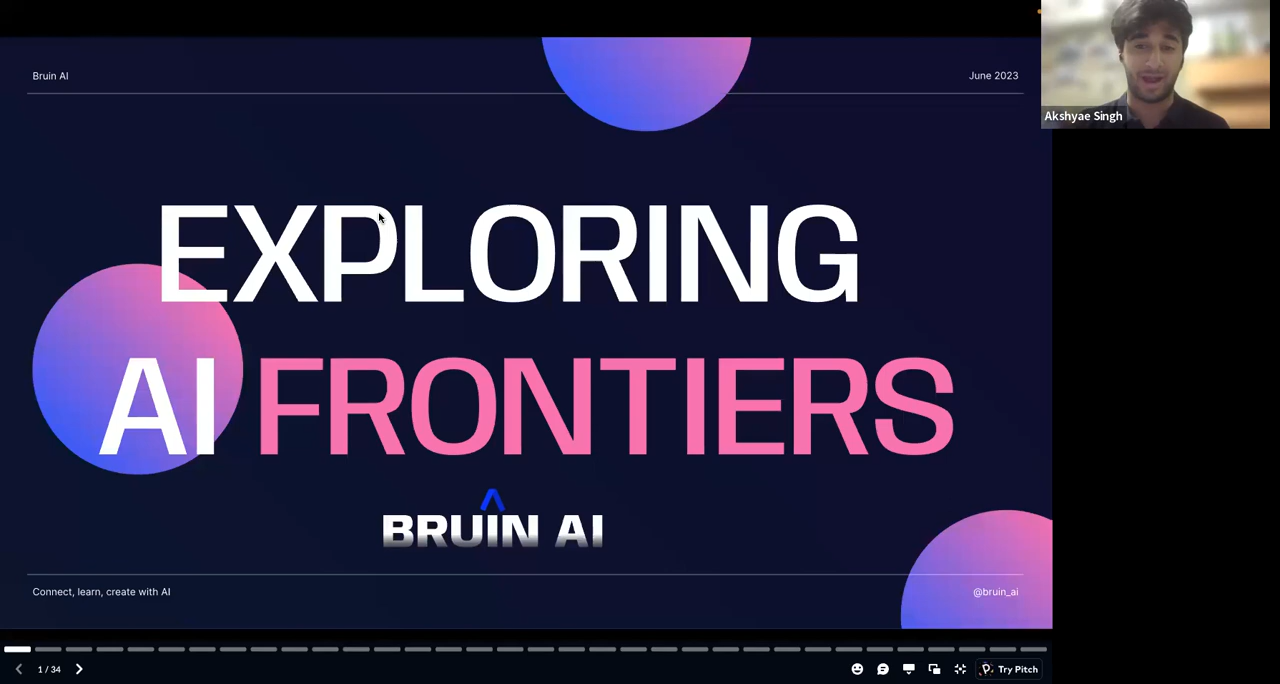 Bruin AI
June 2023
Akshyae Singh
EXPLORING
AI FRONTIERS
BRUIN AI
Connect, learn, create with AI
@bruin_ai
1 / 34
Try Pitch